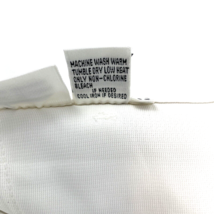 MACHINE WASH WARM
TUMBLE DRY LOW HEAT
ONLY NON-CHLORINE
BLEACH
IF NEEDED
COOL IRON IF DESIRED